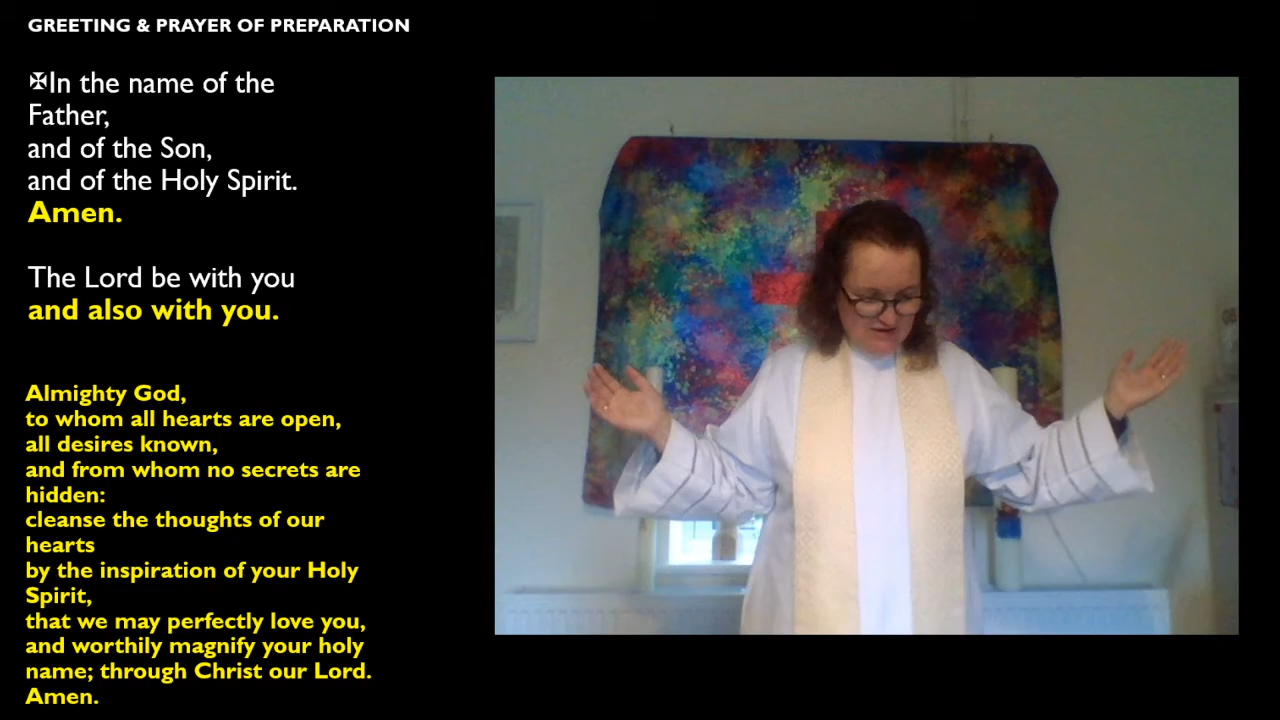 GREETING & PRAYER OF PREPARATION
✠In the name of the
Father,
and of the Son,
and of the Holy Spirit.
Amen.
The Lord be with you
and also with you.
Almighty God,
to whom all hearts are open,
all desires known,
and from whom no secrets are
hidden:
cleanse the thoughts of our
hearts
by the inspiration of your Holy
Spirit,
that we may perfectly love you,
and worthily magnify your holy
name; through Christ our Lord.
Amen.